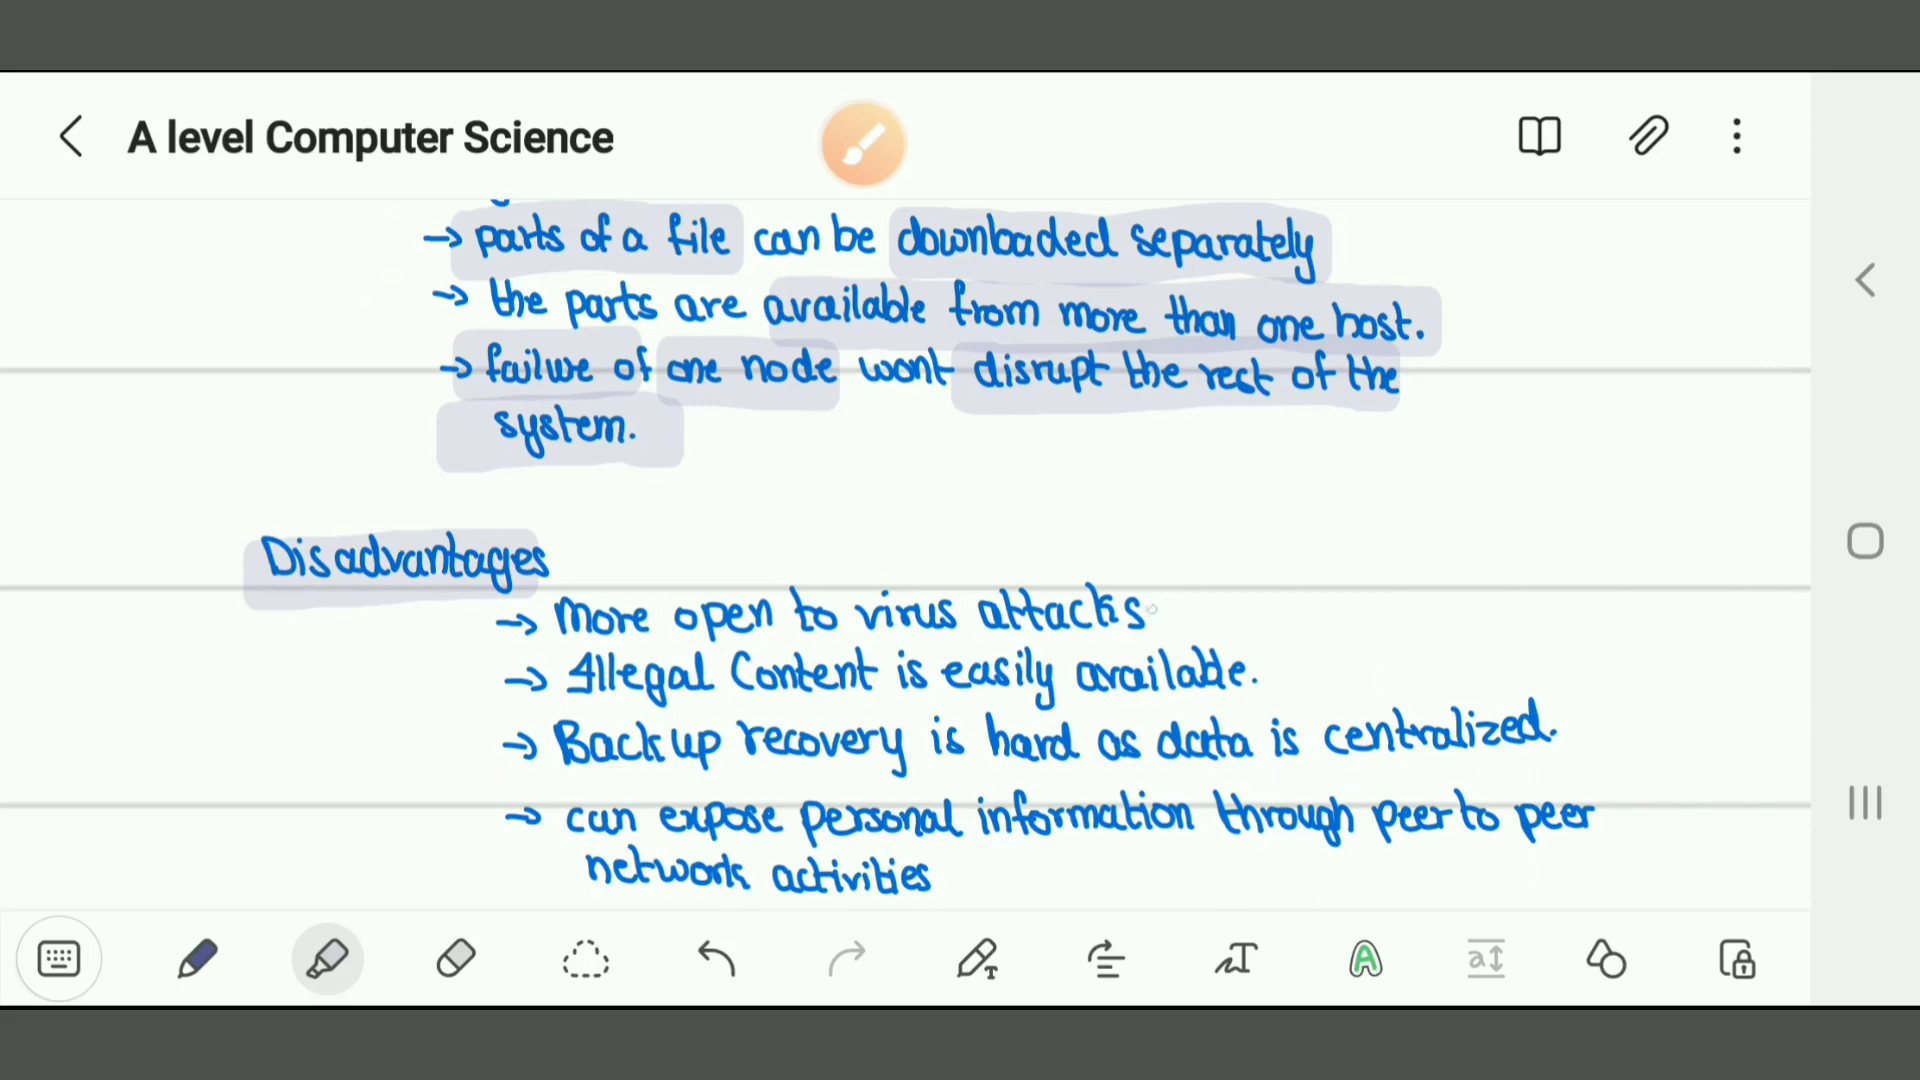 A level Computer Science
→ parts of a file can be downloaded separately
→ the parts are available from more than one host.
→ failure of one node wont disrupt the rest of the
system.
Disadvantages
→ More open to virus attacks
→ Illegal Content is easily available.
→ Back up recovery is hard as data is centralized.
→ can expose personal information through peer to peer
network activities